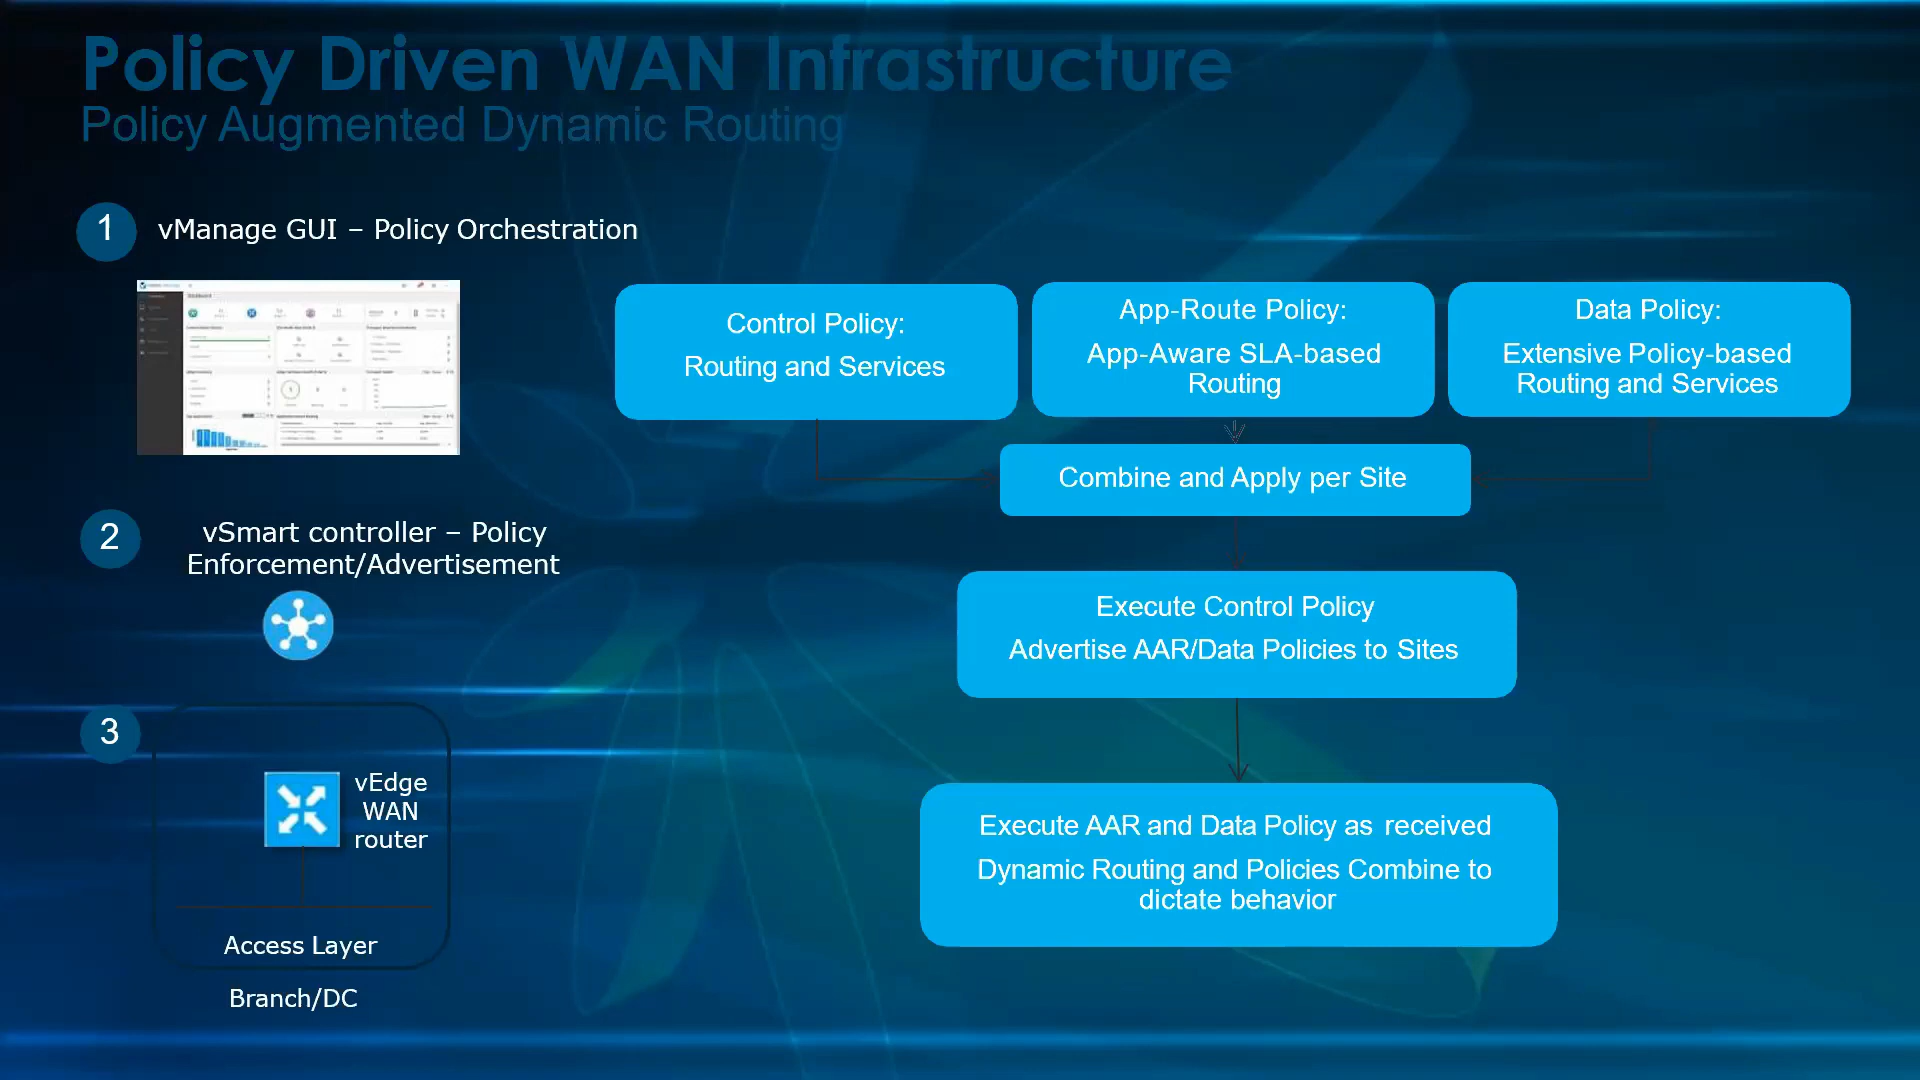 Policy Driven WAN Infrastructure
Policy Augmented Dynamic Routing
1
vManage GUI – Policy Orchestration
Control Policy:
Routing and Services
App-Route Policy:
App-Aware SLA-based
Routing
Data Policy:
Extensive Policy-based
Routing and Services
Combine and Apply per Site
2
vSmart controller – Policy
Enforcement/Advertisement
Execute Control Policy
Advertise AAR/Data Policies to Sites
3
vEdge
WAN
router
Access Layer
Branch/DC
Execute AAR and Data Policy as received
Dynamic Routing and Policies Combine to
dictate behavior